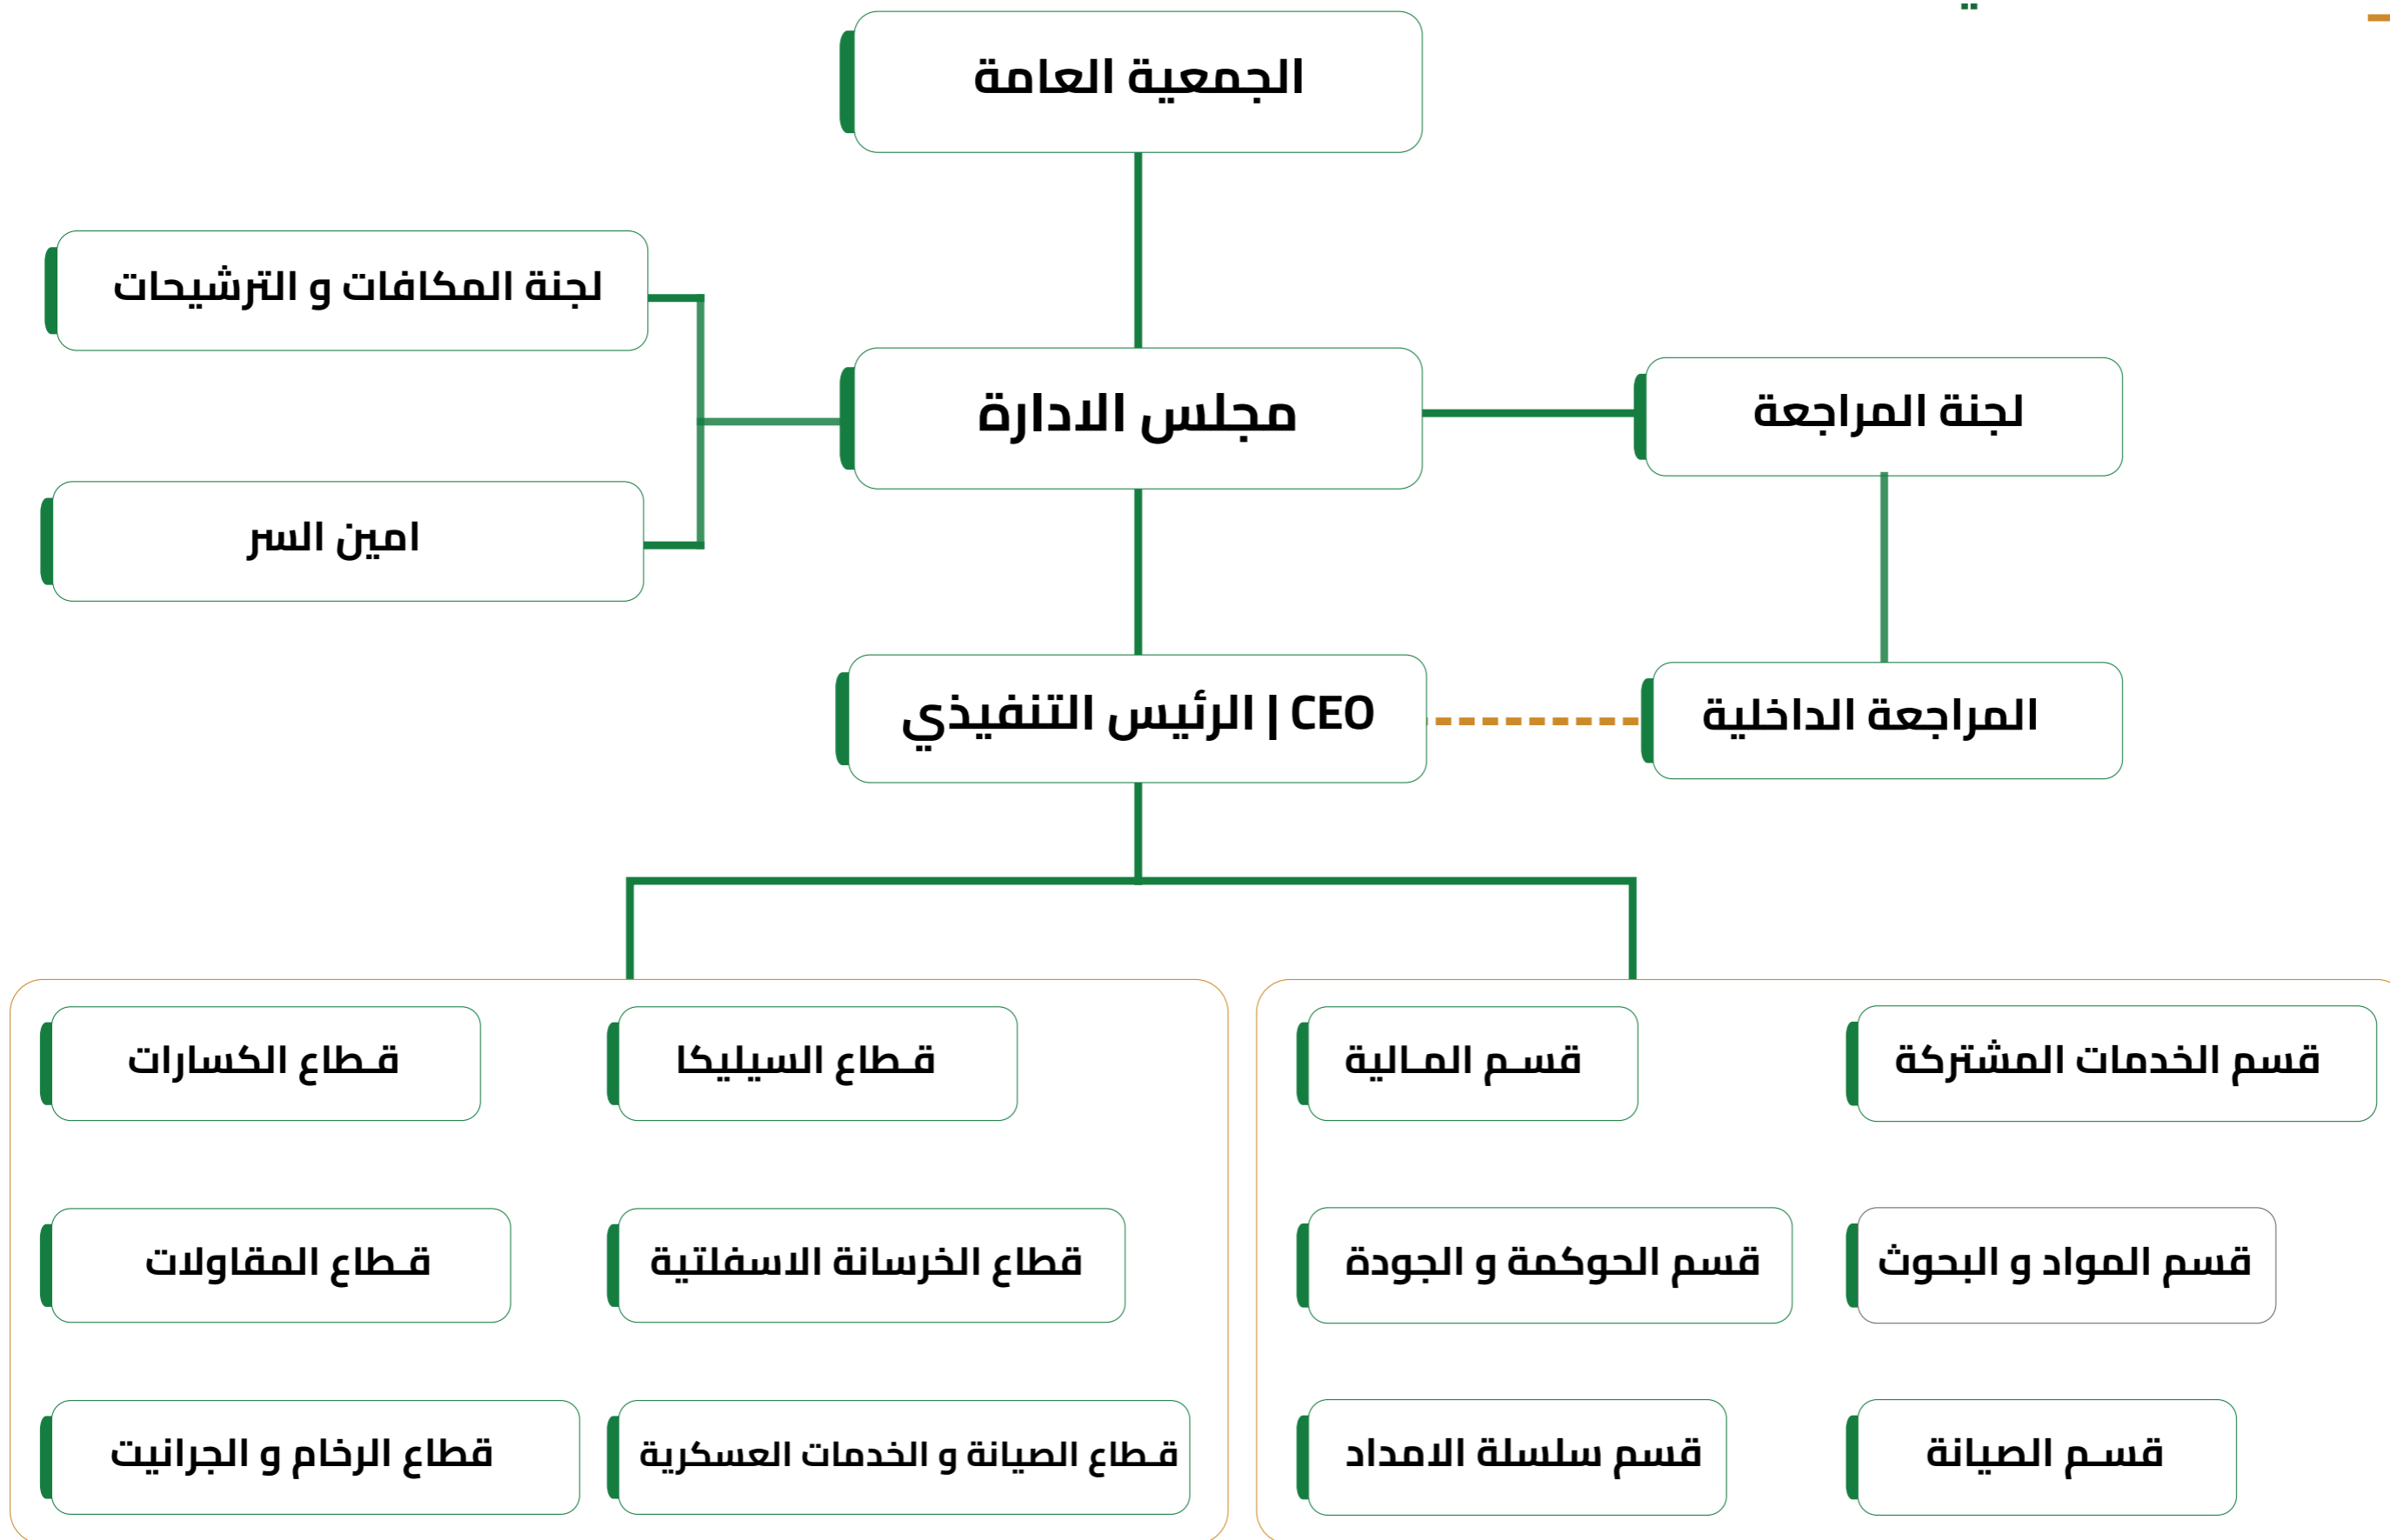 الجمعية العامة
لجنة المكافات و الترشيحات
مجلس الادارة
لجنة المراجعة
امين السر
CEO | الرئيس التنفيذي
المراجعة الداخلية
قسم الخدمات المشتركة
قسـم المـالية
قـطاع السيليكا
قـطاع الكسارات
قسم المواد و البحوث
قسم الحوكمة و الجودة
قطاع الخرسانة الاسفلتية
قـطاع المقاولات
قسـم الصيانة
قسم سلسلة الامداد
قـطاع الصيانة و الخدمات العسكرية
قطاع الرخام و الجرانيت